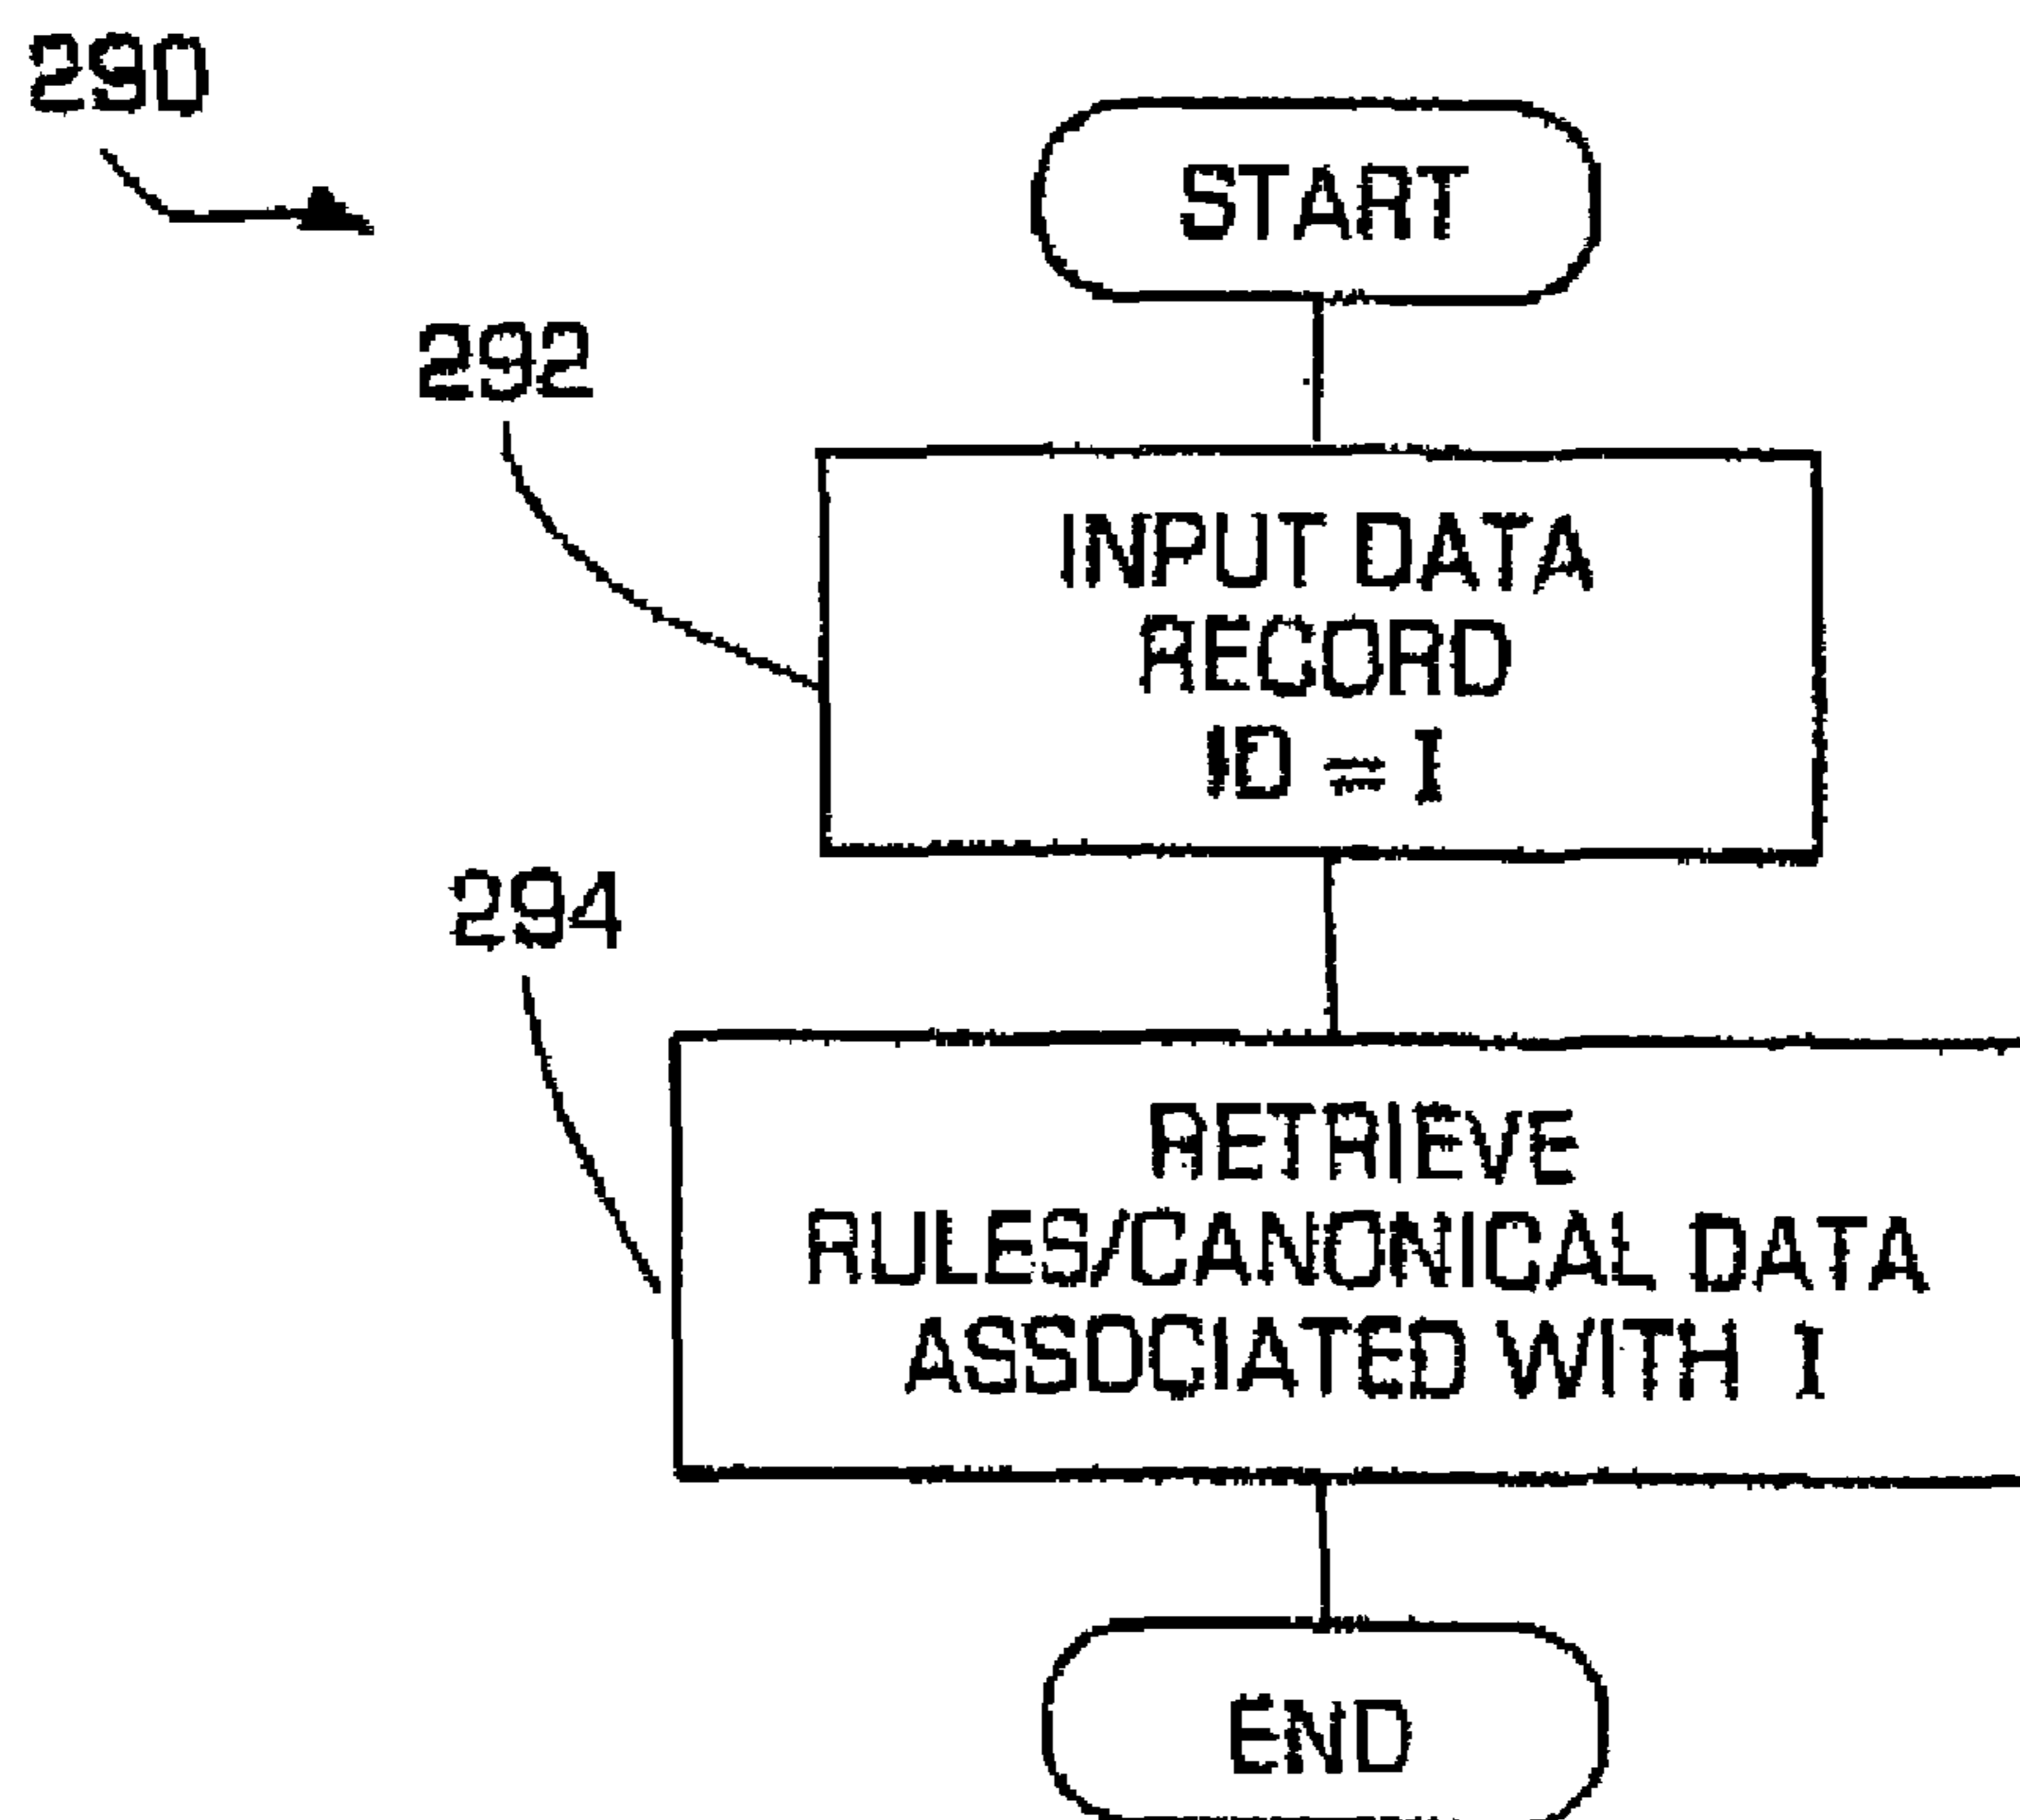 290
START
292
INPUT DATA
RECORD
ID = I
294
RETRIEVE
RULES/CANONICAL DATA
ASSOCIATED WITH I
END